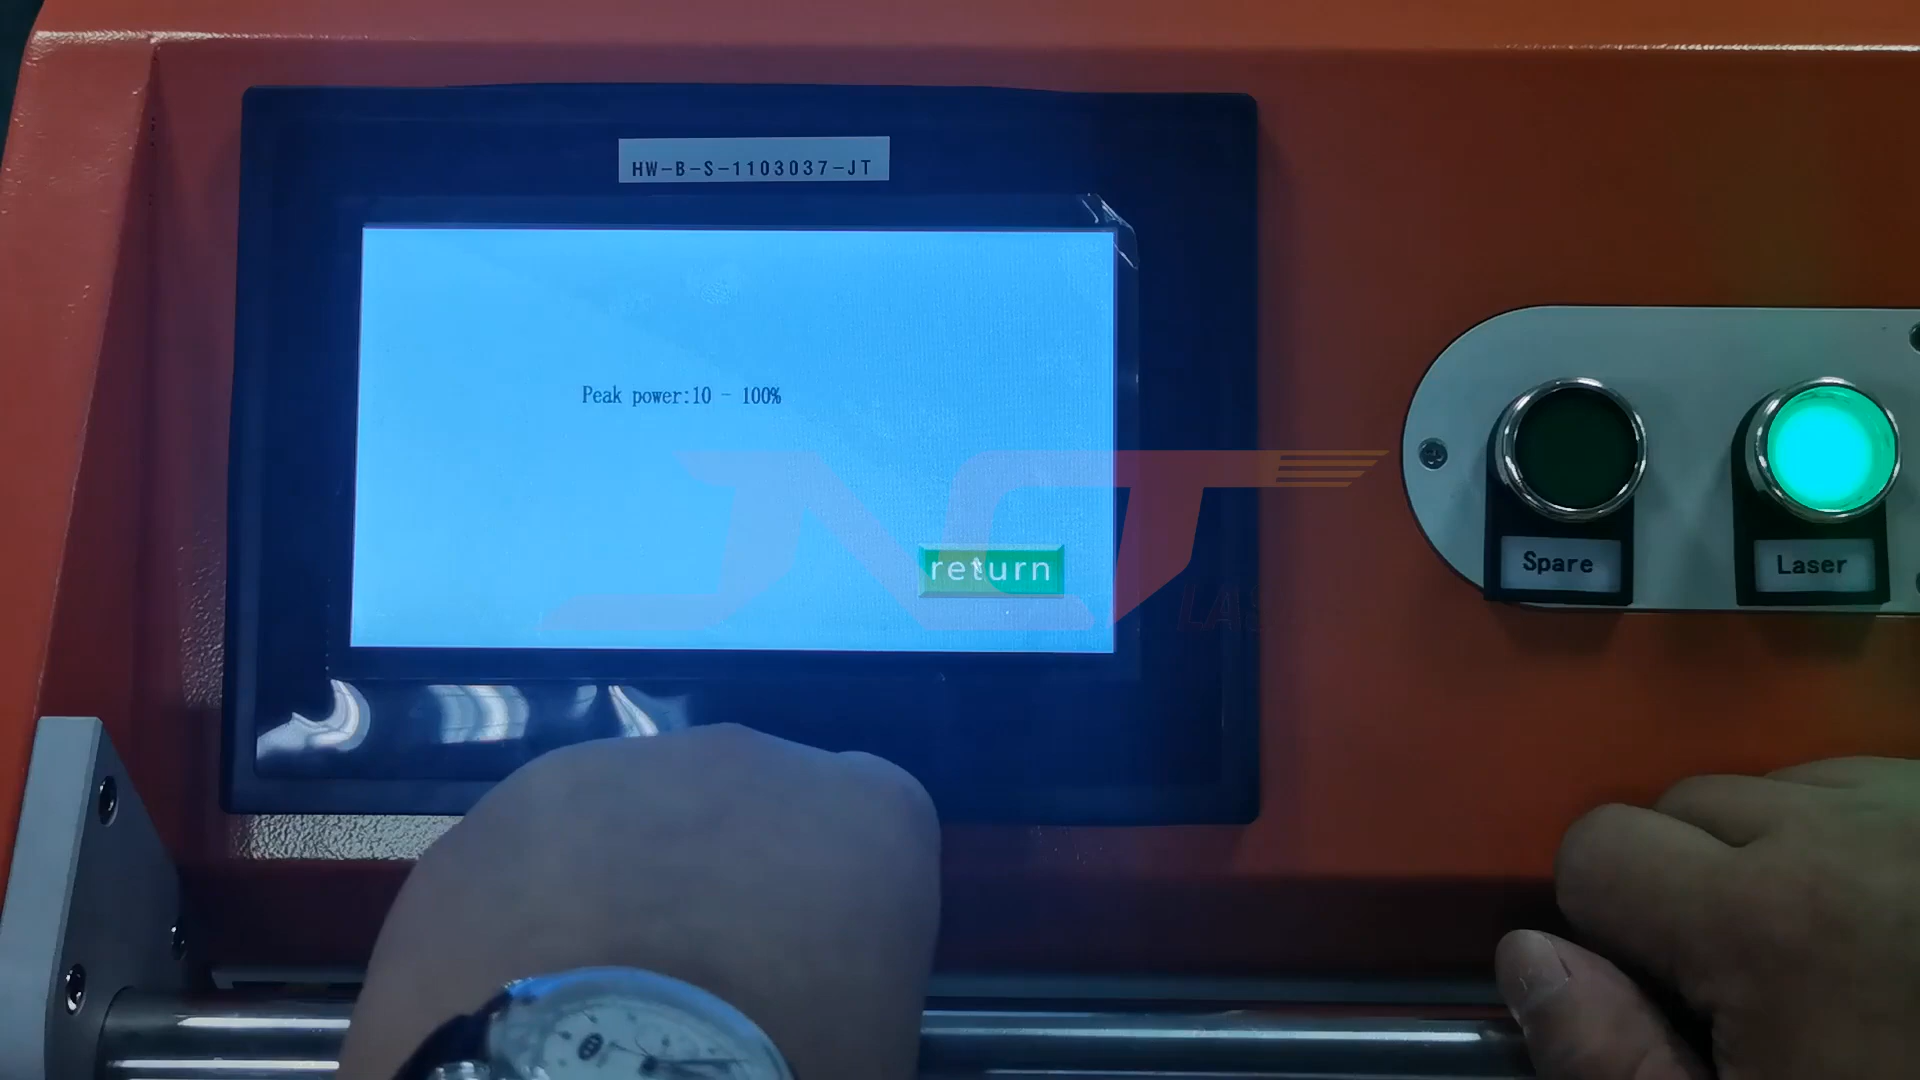 HW-B-S-1103037-JT
Peak power:10 - 100%
return
Spare
Laser